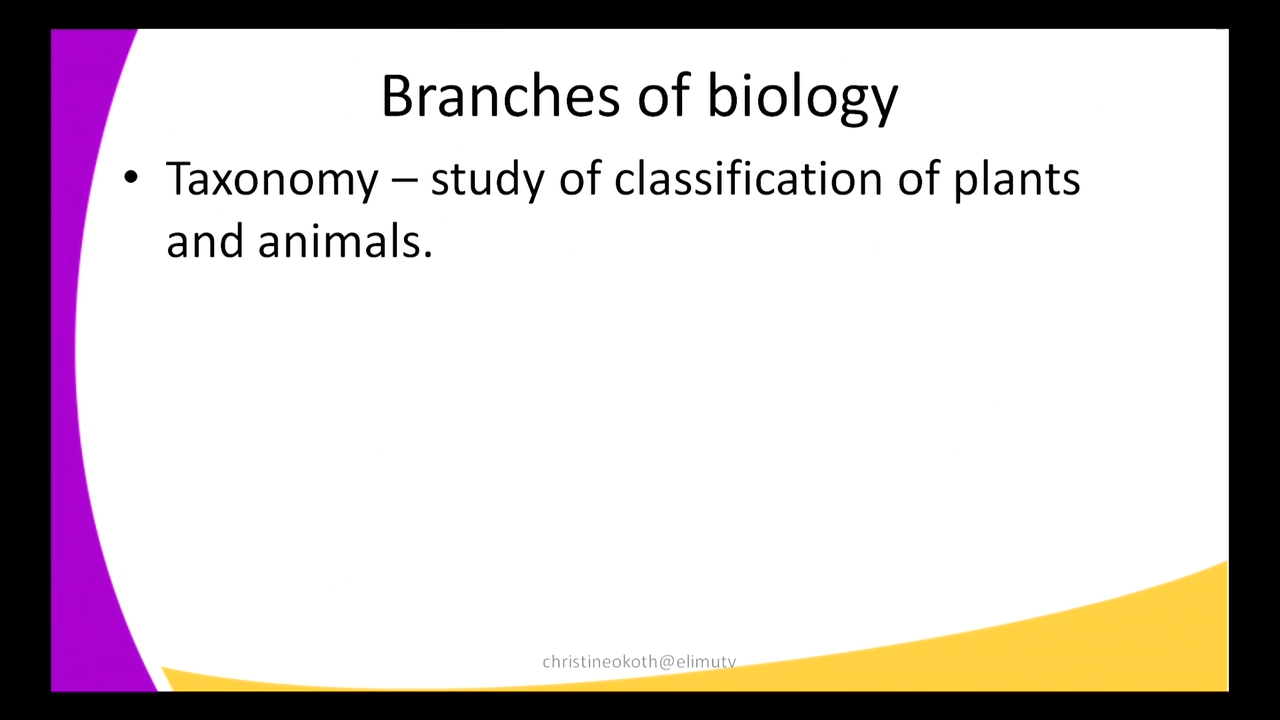 Branches of biology
• Taxonomy – study of classification of plants
and animals.
christineokoth@elimutv